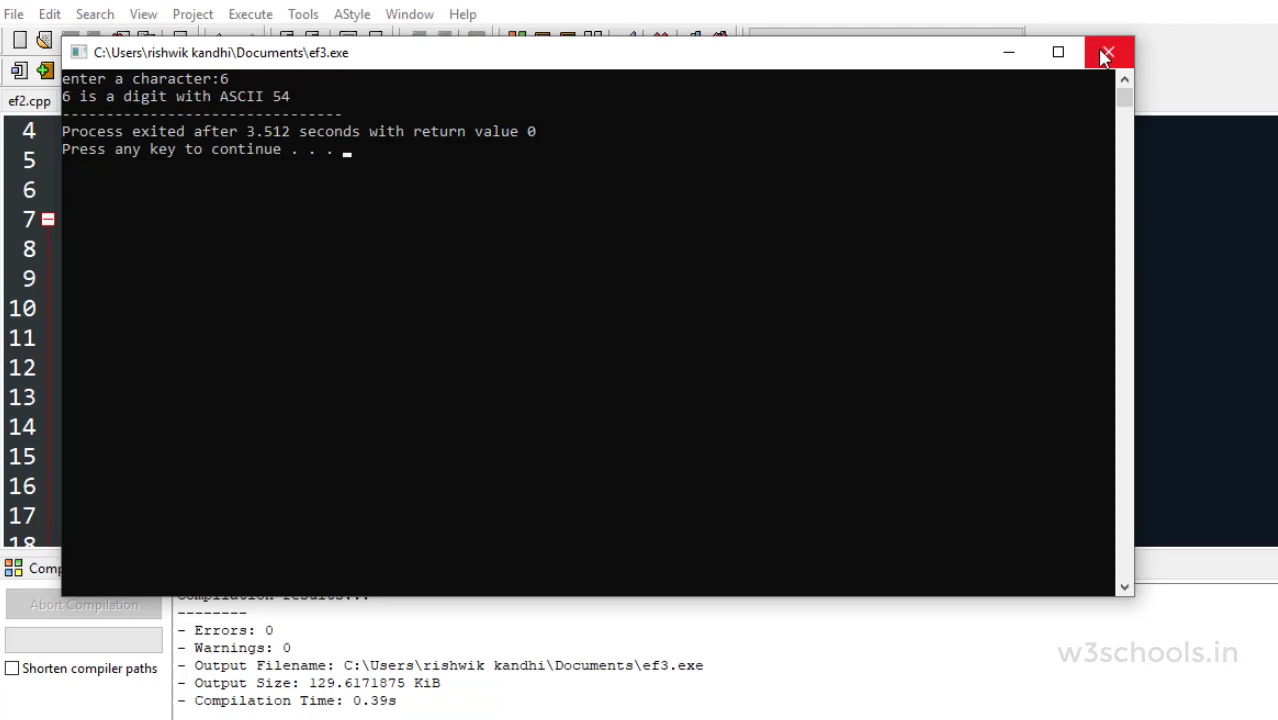 File Edit Search View Project Execute Tools AStyle Window Help
C:\Users\rishwik kandhi\Documents\ef3.exe
enter a character:6
6 is a digit with ASCII 54
--------------------------------
Process exited after 3.512 seconds with return value 0
Press any key to continue . . .
ef2.cpp
4
5
6
7
8
9
10
11
12
13
14
15
16
17
18
Comp
Abort Compilation
Shorten compiler paths
Compilation results...
--------
- Errors: 0
- Warnings: 0
- Output Filename: C:\Users\rishwik kandhi\Documents\ef3.exe
- Output Size: 129.6171875 KiB
- Compilation Time: 0.39s
w3schools.in